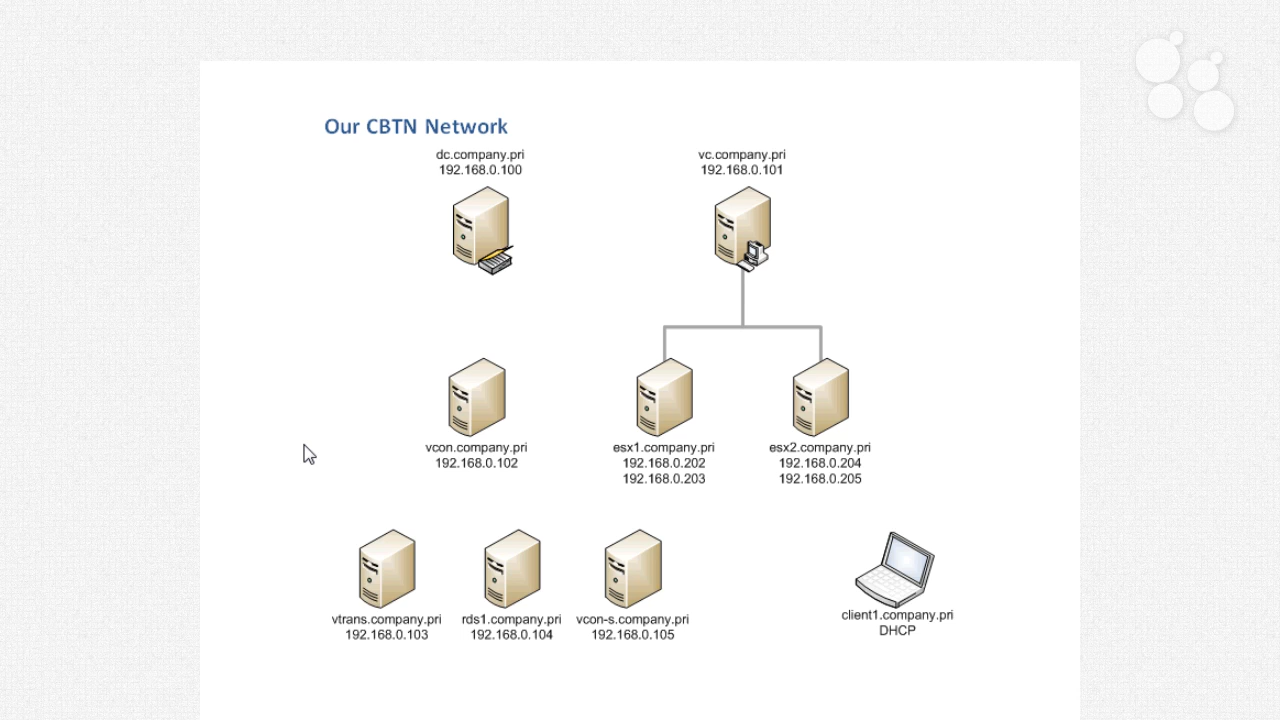 Our CBTN Network
dc.company.pri
192.168.0.100
vc.company.pri
192.168.0.101
vcon.company.pri
192.168.0.102
esx1.company.pri
192.168.0.202
192.168.0.203
esx2.company.pri
192.168.0.204
192.168.0.205
vtrans.company.pri
192.168.0.103
rds1.company.pri
192.168.0.104
vcon-s.company.pri
192.168.0.105
client1.company.pri
DHCP